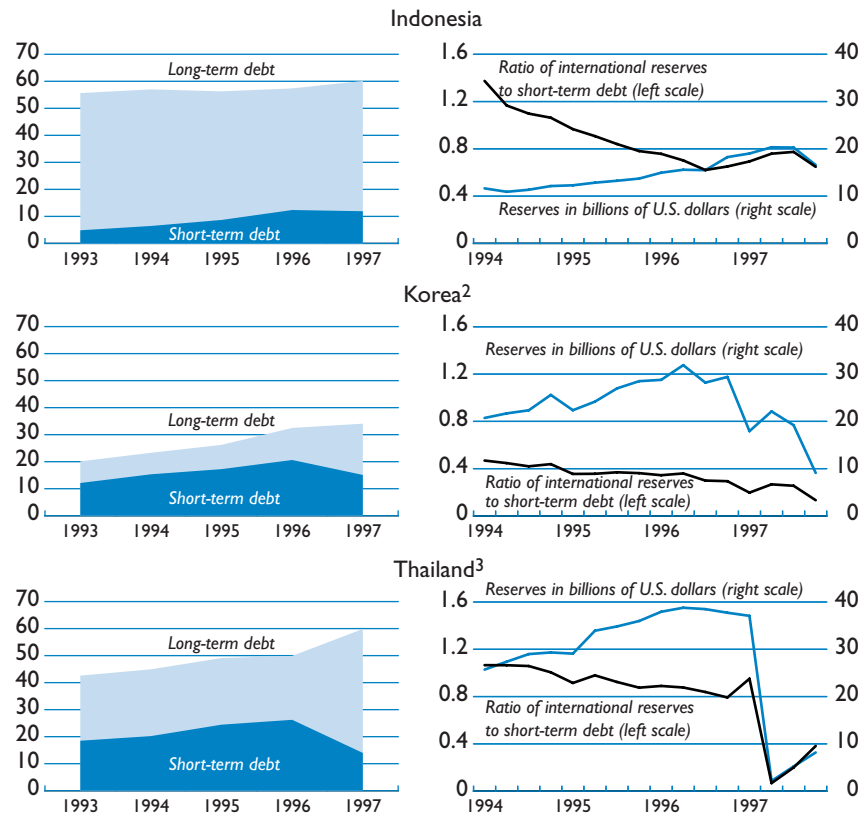 Indonesia
70
60
50
40
30
20
10
0
Long-term debt
Short-term debt
1993 1994 1995 1996 1997
1.6
1.2
0.8
0.4
0
Ratio of international reserves
to short-term debt (left scale)
Reserves in billions of U.S. dollars (right scale)
40
30
20
10
0
1994 1995 1996 1997
Korea2
70
60
50
40
30
20
10
0
Long-term debt
Short-term debt
1993 1994 1995 1996 1997
1.6
1.2
0.8
0.4
0
Reserves in billions of U.S. dollars (right scale)
Ratio of international reserves
to short-term debt (left scale)
40
30
20
10
0
1994 1995 1996 1997
Thailand3
70
60
50
40
30
20
10
0
Long-term debt
Short-term debt
1993 1994 1995 1996 1997
Reserves in billions of U.S. dollars (right scale)
1.6
1.2
0.8
0.4
0
Ratio of international reserves
to short-term debt (left scale)
40
30
20
10
0
1994 1995 1996 1997